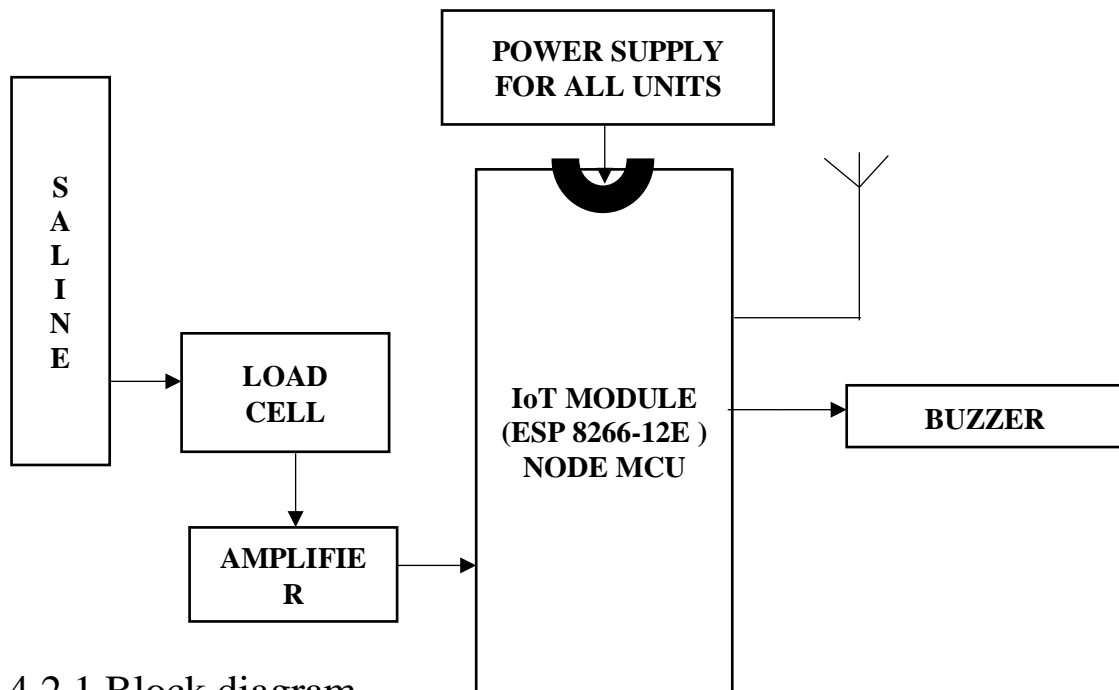 POWER SUPPLY
FOR ALL UNITS
S
A
L
I
N
E
LOAD
CELL
IoT MODULE
(ESP 8266-12E )
NODE MCU
BUZZER
AMPLIFIE
R
4.2.1 Block diagram